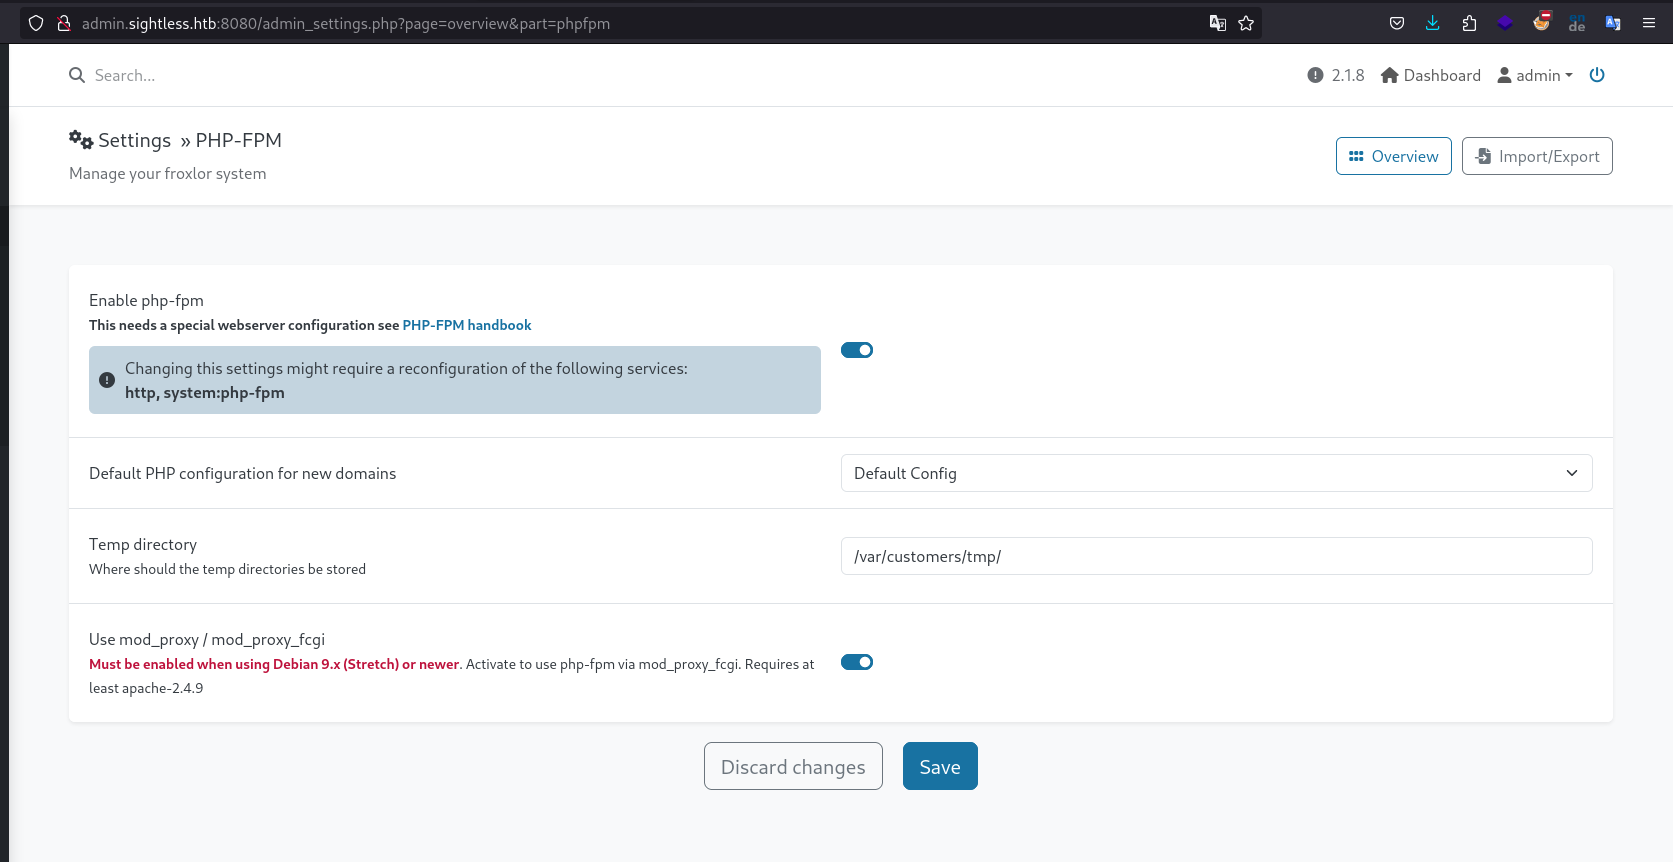 admin.sightless.htb:8080/admin_settings.php?page=overview&part=phpfpm
Search...
2.1.8 Dashboard admin
Settings » PHP-FPM
Manage your froxlor system
Overview
Import/Export
Enable php-fpm
This needs a special webserver configuration see PHP-FPM handbook
Changing this settings might require a reconfiguration of the following services:
http, system:php-fpm
Default PHP configuration for new domains
Default Config
Temp directory
Where should the temp directories be stored
/var/customers/tmp/
Use mod_proxy / mod_proxy_fcgi
Must be enabled when using Debian 9.x (Stretch) or newer. Activate to use php-fpm via mod_proxy_fcgi. Requires at
least apache-2.4.9
Discard changes
Save